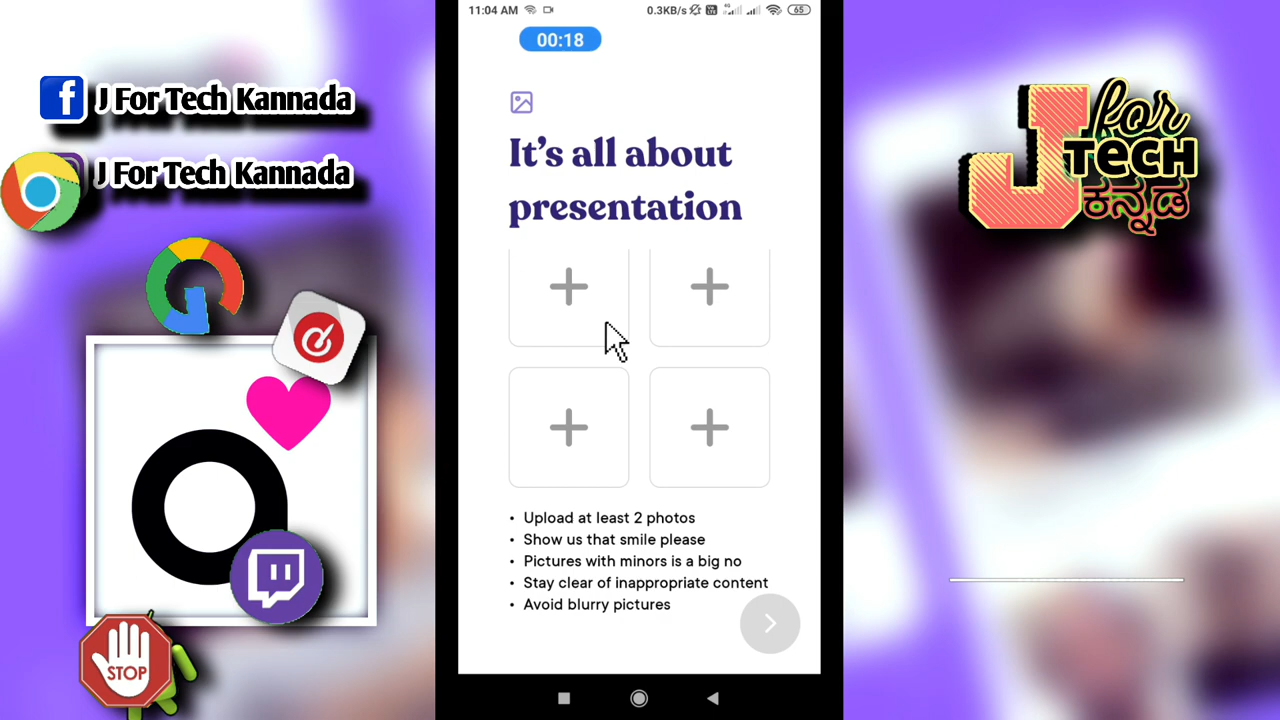 J For Tech Kannada
J For Tech Kannada
STOP
11:04 AM
0.3KB/s
65
00:18
It’s all about
presentation
• Upload at least 2 photos
• Show us that smile please
• Pictures with minors is a big no
• Stay clear of inappropriate content
• Avoid blurry pictures
J for
TECH
ಕನ್ನಡ